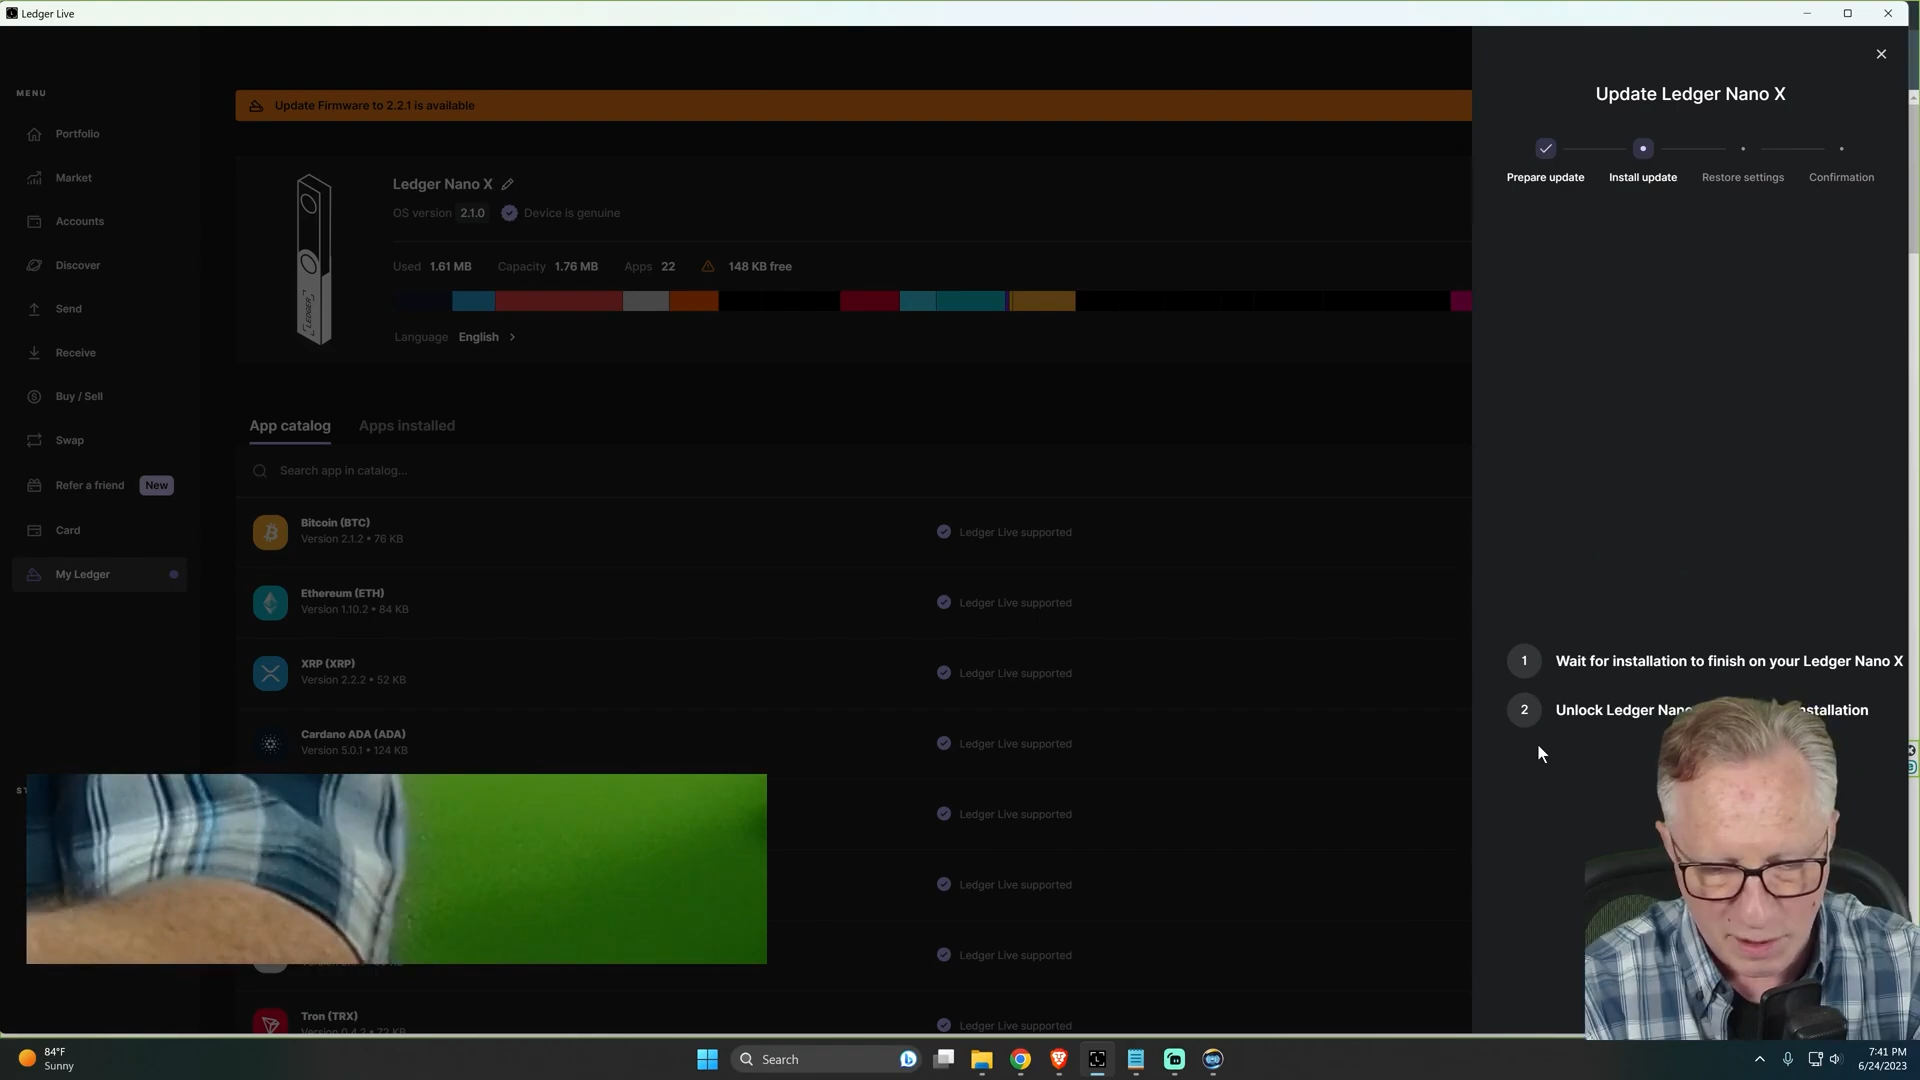 Ledger Live
MENU
Portfolio
Market
Accounts
Discover
Send
Receive
Buy / Sell
Swap
Refer a friend New
Card
My Ledger
Update Firmware to 2.2.1 is available
Ledger Nano X
OS version 2.1.0 Device is genuine
Used 1.61 MB Capacity 1.76 MB Apps 22 148 KB free
LEDGER
Language English
App catalog Apps installed
Search app in catalog...
Bitcoin (BTC)
Version 2.1.2 • 76 KB
Ledger Live supported
Ethereum (ETH)
Version 1.10.2 • 84 KB
Ledger Live supported
XRP (XRP)
Version 2.2.2 • 52 KB
Ledger Live supported
Cardano ADA (ADA)
Version 5.0.1 • 124 KB
Ledger Live supported
Ledger Live supported
Ledger Live supported
Ledger Live supported
Tron (TRX)
Ledger Live supported
Update Ledger Nano X
Prepare update Install update Restore settings Confirmation
1 Wait for installation to finish on your Ledger Nano X
2 Unlock Ledger
84°F
Sunny
Search
7:41 PM
6/24/2023